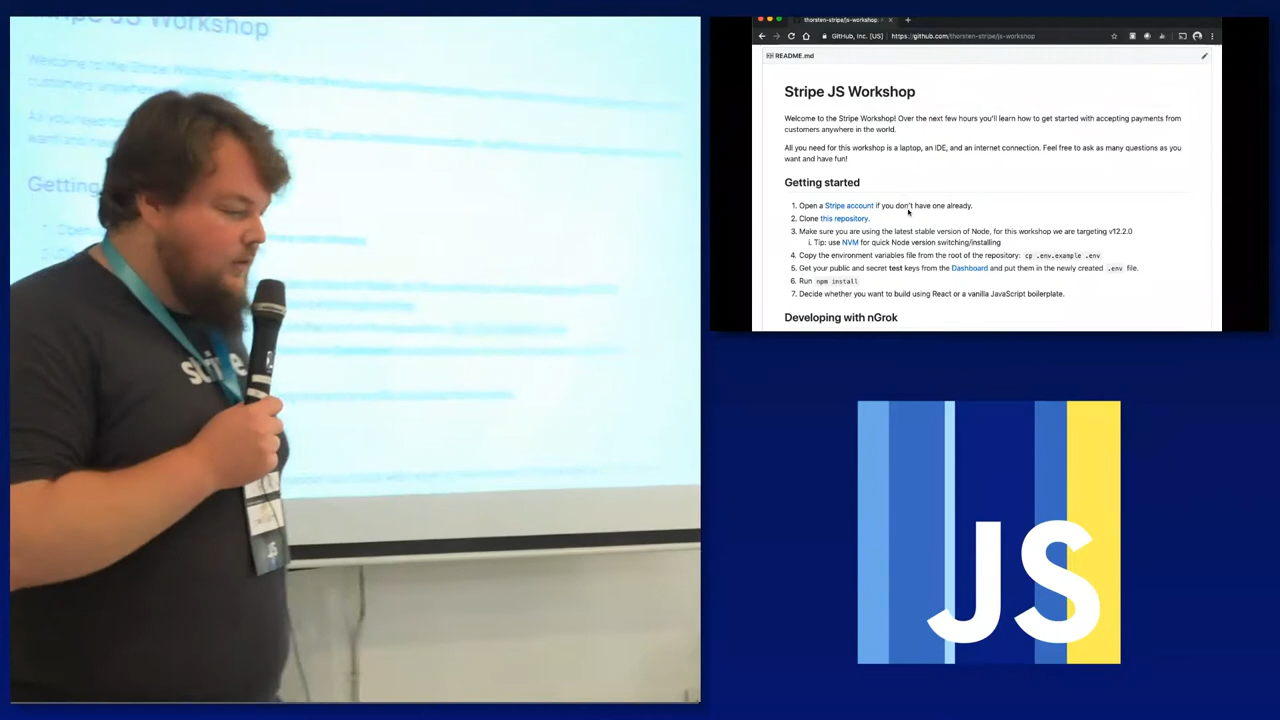 Stripe JS Workshop
Getting
stripe
JS
thorsten-stripe/js-workshop:
GitHub, Inc. [US]
https://github.com/thorsten-stripe/js-workshop
README.md
Stripe JS Workshop
Welcome to the Stripe Workshop! Over the next few hours you'll learn how to get started with accepting payments from
customers anywhere in the world.
All you need for this workshop is a laptop, an IDE, and an internet connection. Feel free to ask as many questions as you
want and have fun!
Getting started
1. Open a Stripe account if you don't have one already.
2. Clone this repository.
3. Make sure you are using the latest stable version of Node, for this workshop we are targeting v12.2.0
i. Tip: use NVM for quick Node version switching/installing
4. Copy the environment variables file from the root of the repository: cp .env.example .env
5. Get your public and secret test keys from the Dashboard and put them in the newly created .env file.
6. Run npm install
7. Decide whether you want to build using React or a vanilla JavaScript boilerplate.
Developing with nGrok
JS